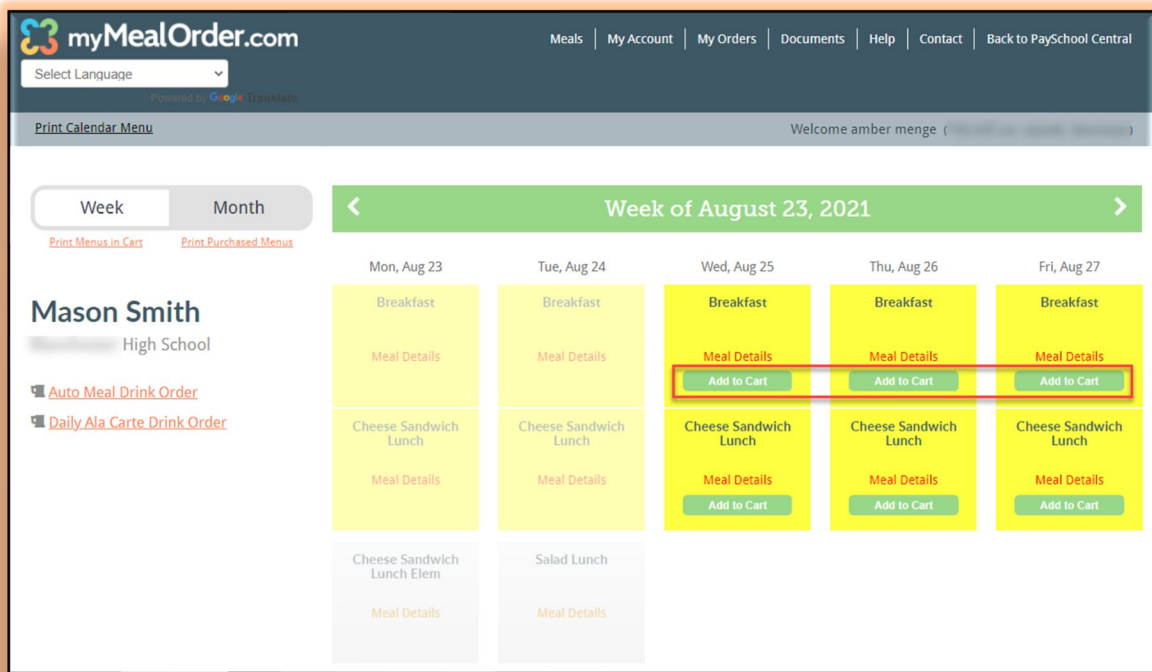 myMealOrder.com
Meals My Account My Orders Documents Help Contact Back to PaySchool Central
Select Language
Powered by Google Translate
Print Calendar Menu
Welcome amber menge ( )
Week Month
Week of August 23, 2021
Print Menus in Cart Print Purchased Menus
Mon, Aug 23 Tue, Aug 24 Wed, Aug 25 Thu, Aug 26 Fri, Aug 27
Mason Smith
High School
Auto Meal Drink Order
Daily Ala Carte Drink Order
Breakfast Breakfast Breakfast Breakfast Breakfast
Meal Details Meal Details Meal Details Meal Details Meal Details
Add to Cart Add to Cart Add to Cart
Cheese Sandwich Cheese Sandwich Cheese Sandwich Cheese Sandwich Cheese Sandwich
Lunch Lunch Lunch Lunch Lunch
Meal Details Meal Details Meal Details Meal Details Meal Details
Add to Cart Add to Cart Add to Cart
Cheese Sandwich Salad Lunch
Lunch Elem
Meal Details Meal Details